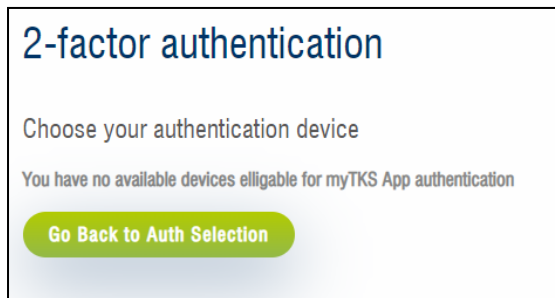 2-factor authentication
Choose your authentication device
You have no available devices elligable for myTKS App authentication
Go Back to Auth Selection